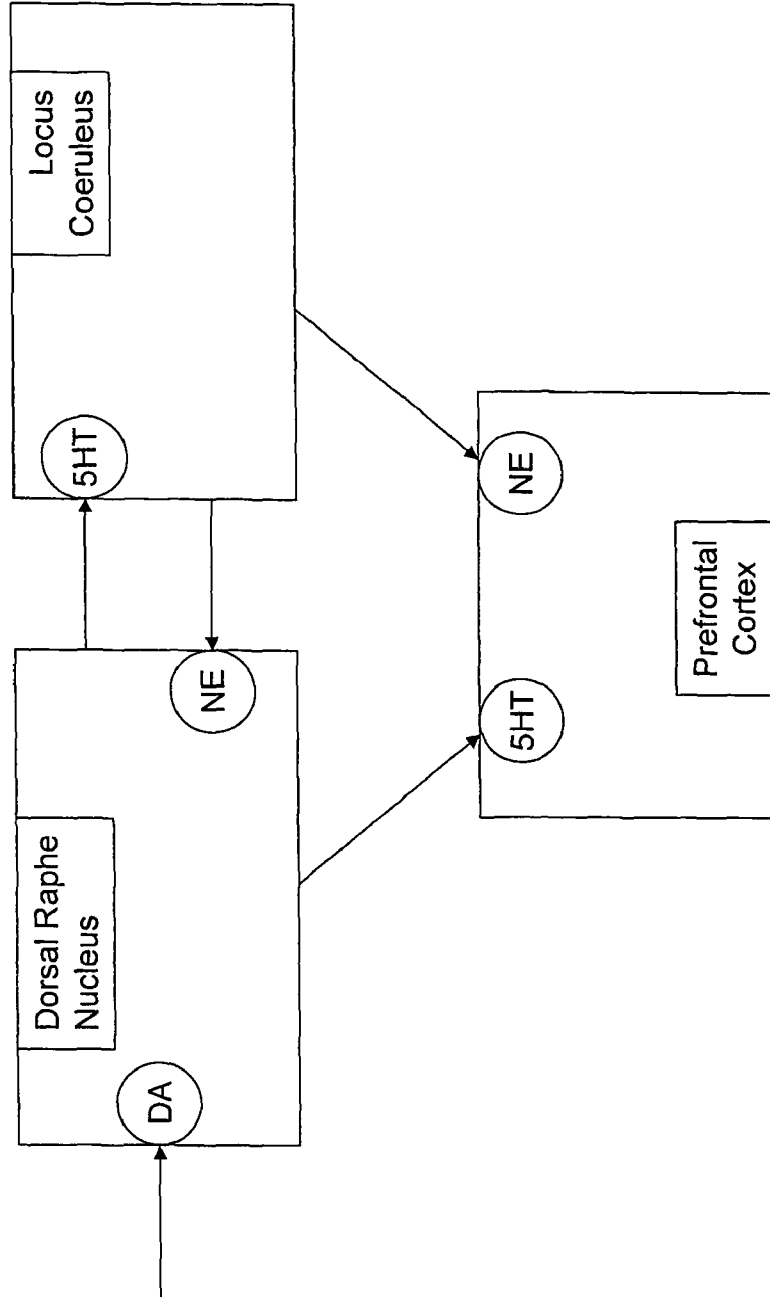 Locus
Coeruleus
5HT
NE
Dorsal Raphe
Nucleus
DA
NE
5HT
Prefrontal
Cortex